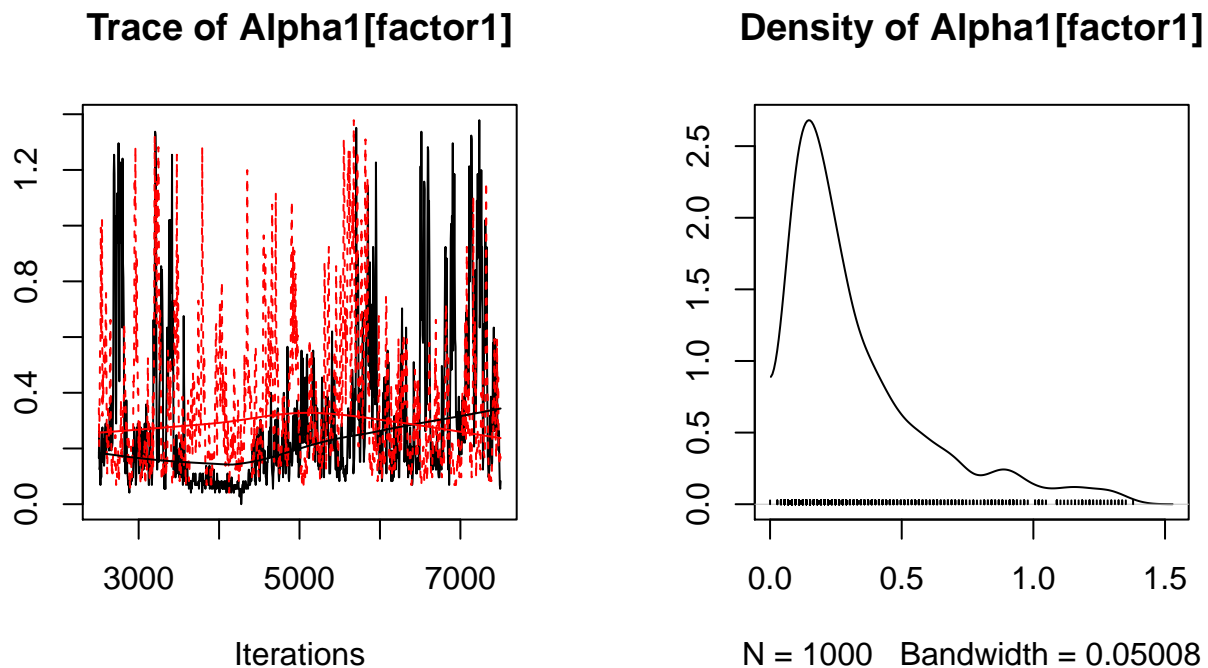 Trace of Alpha1[factor1]
1.2
0.8
0.4
0.0
3000 5000 7000
Iterations
Density of Alpha1[factor1]
2.5
2.0
1.5
1.0
0.5
0.0
0.0 0.5 1.0 1.5
N = 1000 Bandwidth = 0.05008